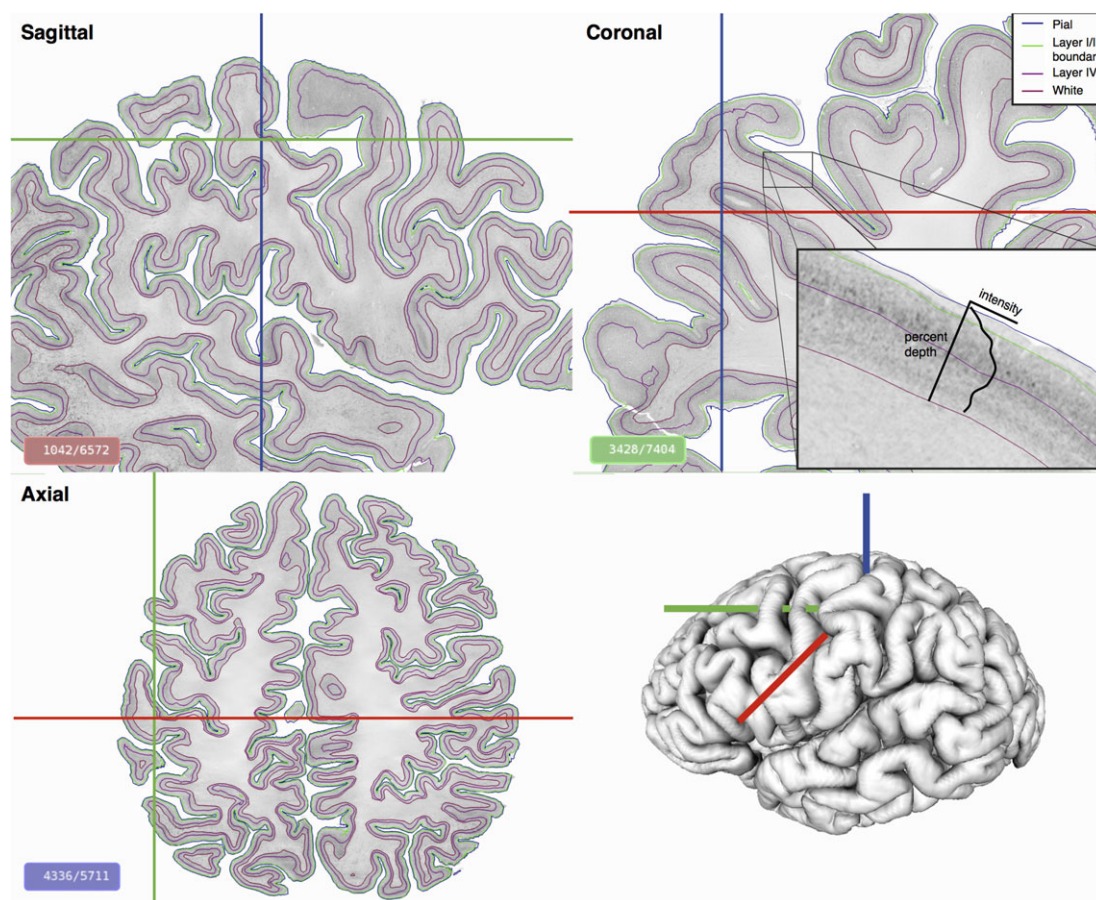 Sagittal
Coronal
Pial
Layer I/I
boundar
Layer IV
White
intensity
percent
depth
1042/6572
3428/7404
Axial
4336/5711